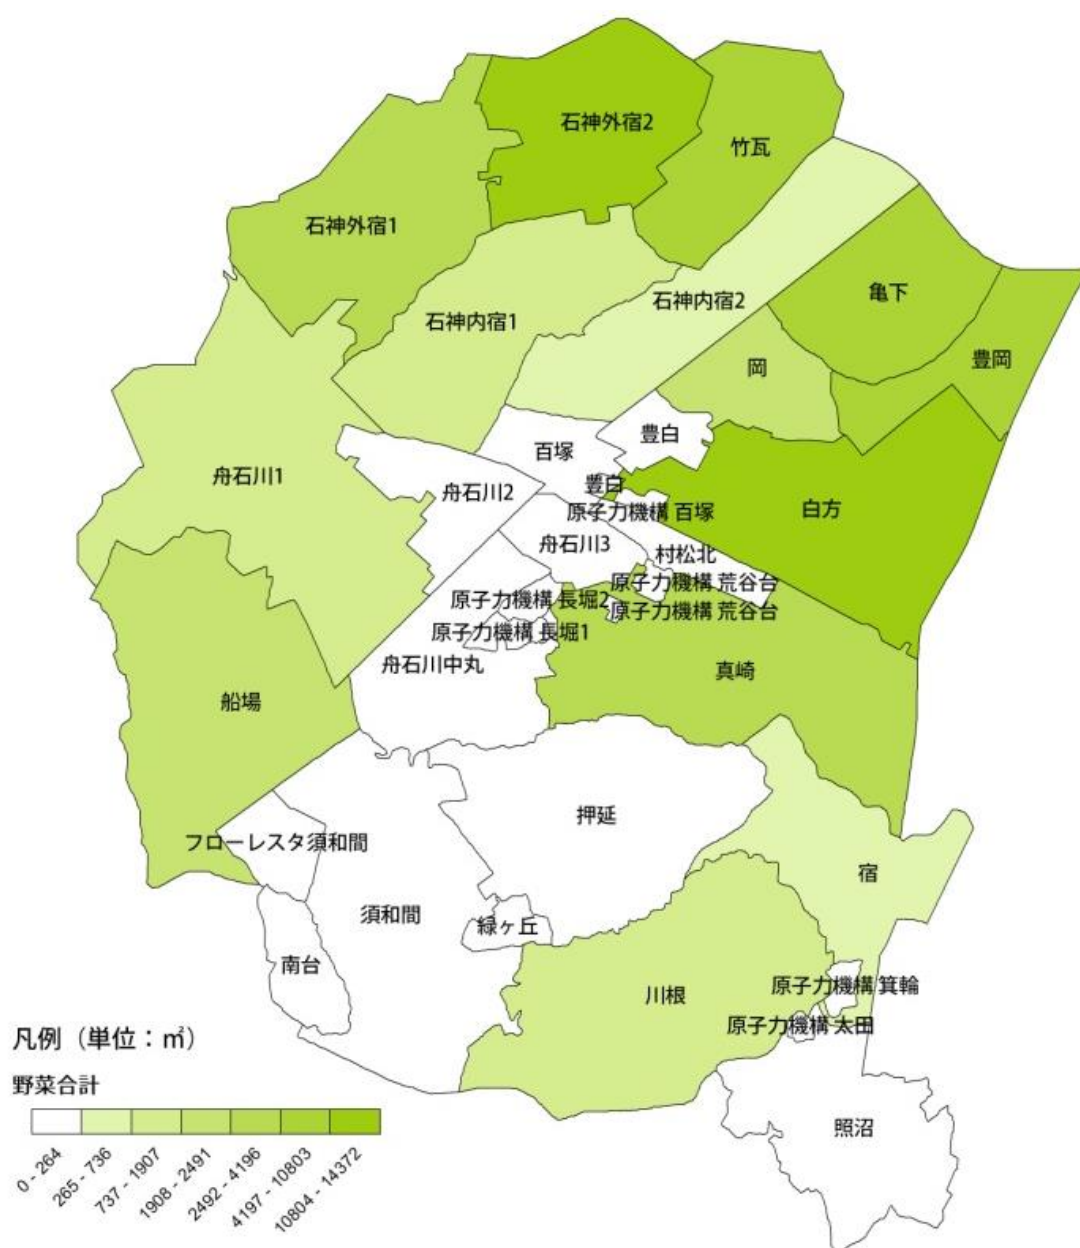 石神外宿2
竹瓦
石神外宿1
亀下
石神内宿2
石神内宿1
豊岡
岡
豊白
百塚
舟石川1
豊白
舟石川2
白方
原子力機構 百塚
舟石川3
村松北
原子力機構 荒谷台
原子力機構 長堀2
原子力機構 荒谷台
原子力機構 長堀1
舟石川中丸
真崎
船場
押延
フローレスタ須和間
宿
須和間
緑ヶ丘
南台
原子力機構 箕輪
川根
原子力機構 太田
凡例（単位：㎡）
野菜合計
照沼
0 - 264
265 - 736
737 - 1907
1908 - 2491
2492 - 4196
4197 - 10803
10804 - 14372